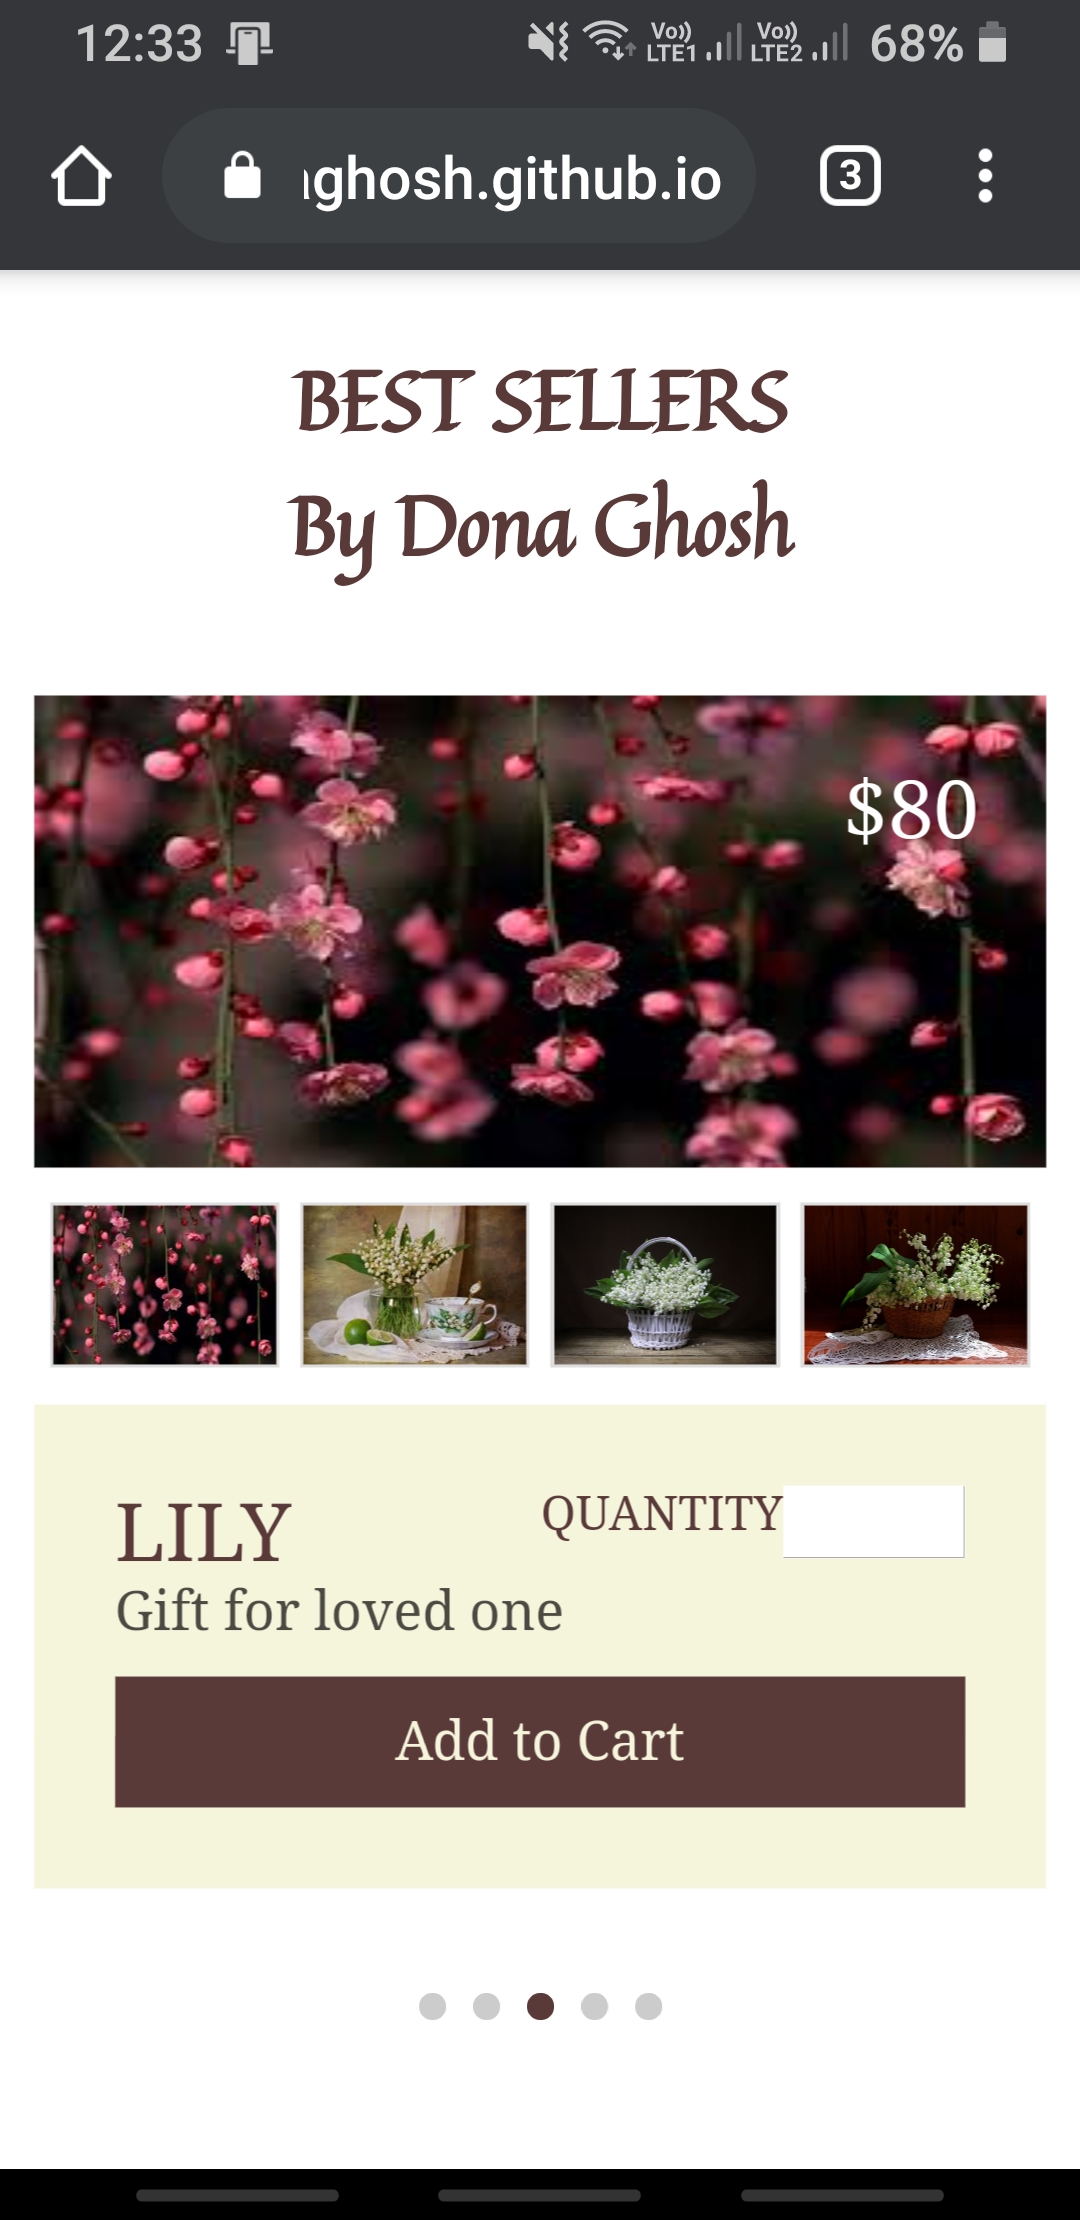 12:33
Vo)) LTE1 Vo)) LTE2 68%
ghosh.github.io
3
BEST SELLERS
By Dona Ghosh
$80
LILY
QUANTITY
Gift for loved one
Add to Cart